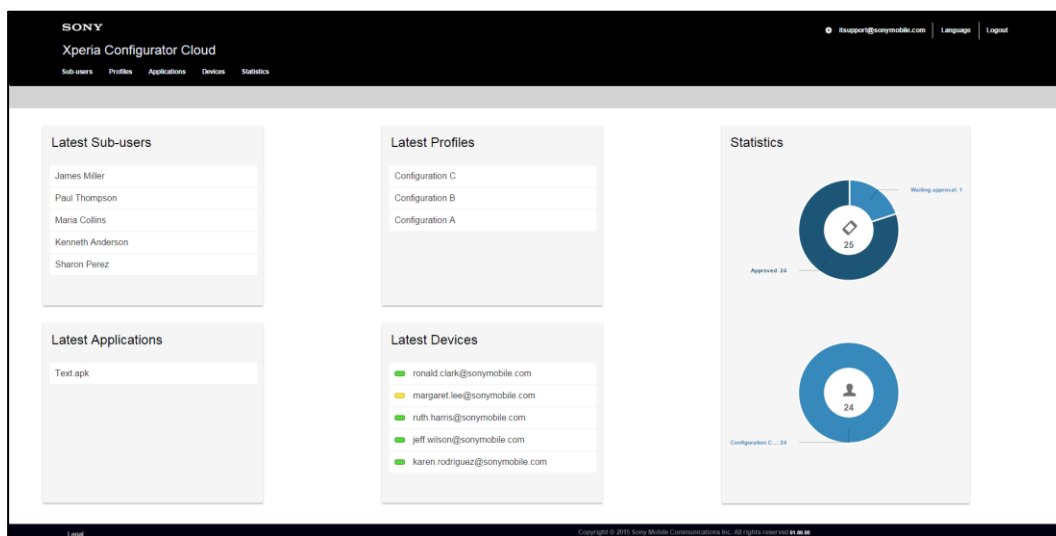 SONY
itsupport@sonymobile.com Language Logout
Xperia Configurator Cloud
Sub-users Profiles Applications Devices Statistics
Latest Sub-users
James Miller
Paul Thompson
Maria Collins
Kenneth Anderson
Sharon Perez
Latest Profiles
Configuration C
Configuration B
Configuration A
Statistics
Waiting approval: 1
25
Approved: 24
24
Configuration C...: 24
Latest Applications
Text.apk
Latest Devices
ronald.clark@sonymobile.com
margaret.lee@sonymobile.com
ruth.harris@sonymobile.com
jeff.wilson@sonymobile.com
karen.rodriguez@sonymobile.com
Legal
Copyright © 2015 Sony Mobile Communications Inc. All rights reserved